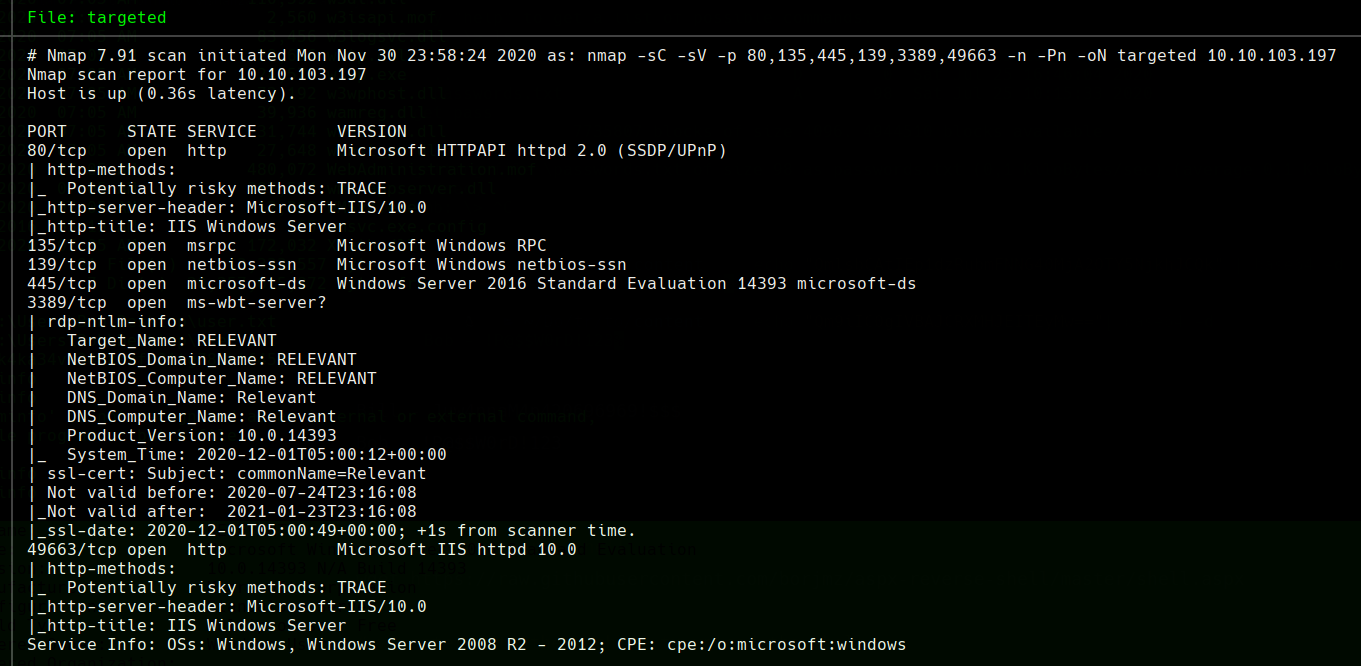 File: targeted
# Nmap 7.91 scan initiated Mon Nov 30 23:58:24 2020 as: nmap -sC -sV -p 80,135,445,139,3389,49663 -n -Pn -oN targeted 10.10.103.197
Nmap scan report for 10.10.103.197
Host is up (0.36s latency).
PORT      STATE SERVICE        VERSION
80/tcp    open  http           Microsoft HTTPAPI httpd 2.0 (SSDP/UPnP)
| http-methods:
|_  Potentially risky methods: TRACE
|_http-server-header: Microsoft-IIS/10.0
|_http-title: IIS Windows Server
135/tcp   open  msrpc          Microsoft Windows RPC
139/tcp   open  netbios-ssn    Microsoft Windows netbios-ssn
445/tcp   open  microsoft-ds   Windows Server 2016 Standard Evaluation 14393 microsoft-ds
3389/tcp  open  ms-wbt-server?
| rdp-ntlm-info:
|   Target_Name: RELEVANT
|   NetBIOS_Domain_Name: RELEVANT
|   NetBIOS_Computer_Name: RELEVANT
|   DNS_Domain_Name: Relevant
|   DNS_Computer_Name: Relevant
|   Product_Version: 10.0.14393
|_  System_Time: 2020-12-01T05:00:12+00:00
| ssl-cert: Subject: commonName=Relevant
| Not valid before: 2020-07-24T23:16:08
|_Not valid after:  2021-01-23T23:16:08
|_ssl-date: 2020-12-01T05:00:49+00:00; +1s from scanner time.
49663/tcp open  http           Microsoft IIS httpd 10.0
| http-methods:
|_  Potentially risky methods: TRACE
|_http-server-header: Microsoft-IIS/10.0
|_http-title: IIS Windows Server
Service Info: OSs: Windows, Windows Server 2008 R2 - 2012; CPE: cpe:/o:microsoft:windows